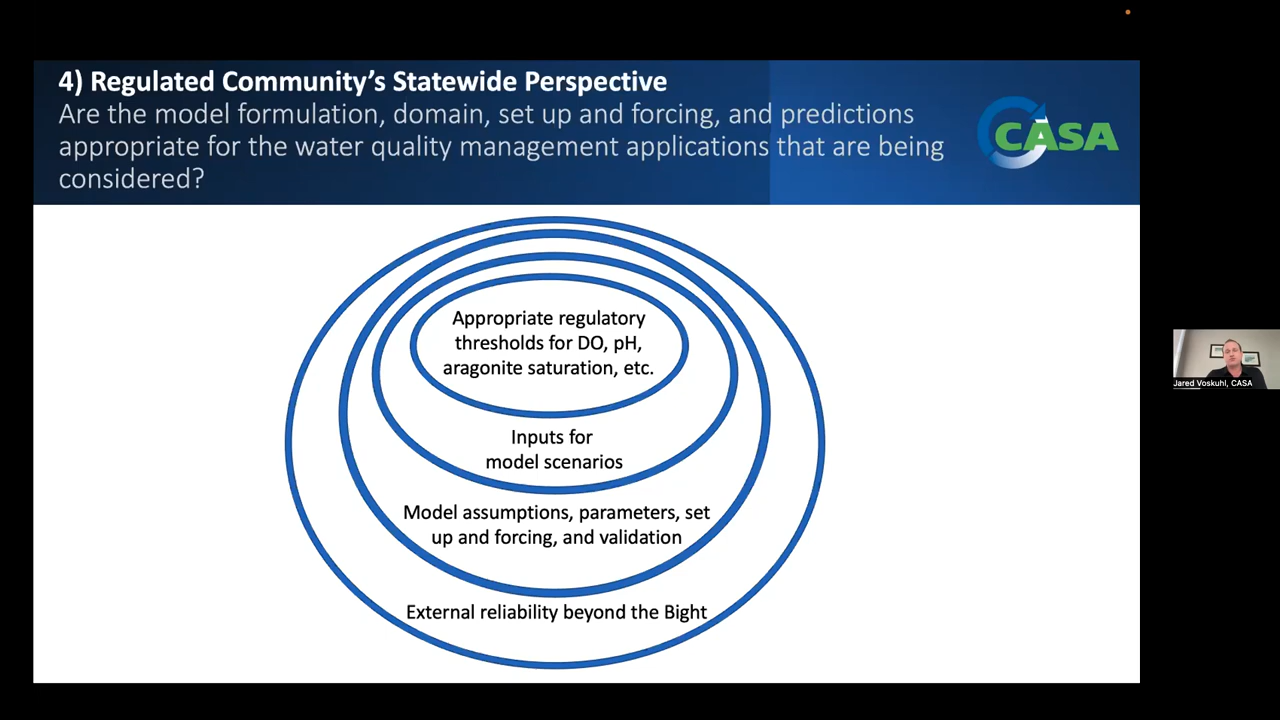 4) Regulated Community's Statewide Perspective
Are the model formulation, domain, set up and forcing, and predictions
appropriate for the water quality management applications that are being
considered?
CASA
Appropriate regulatory
thresholds for DO, pH,
aragonite saturation, etc.
Inputs for
model scenarios
Model assumptions, parameters, set
up and forcing, and validation
External reliability beyond the Bight
Jared Voskuhl, CASA